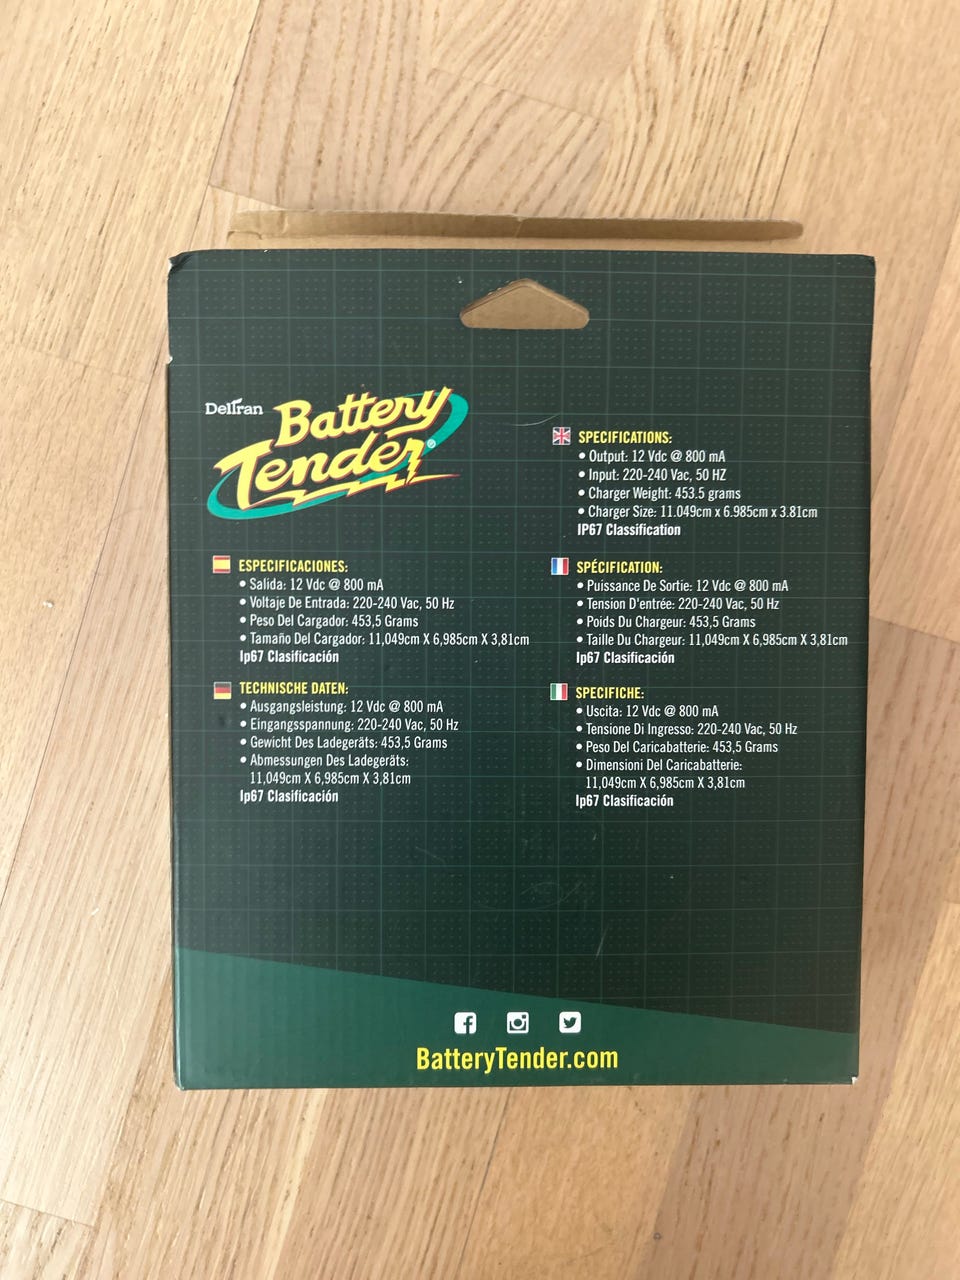 Deltran
Battery
Tender®
SPECIFICATIONS:
• Output: 12 Vdc @ 800 mA
• Input: 220-240 Vac, 50 HZ
• Charger Weight: 453.5 grams
• Charger Size: 11.049cm x 6.985cm x 3.81cm
IP67 Classification
ESPECIFICACIONES:
• Salida: 12 Vdc @ 800 mA
• Voltaje De Entrada: 220-240 Vac, 50 Hz
• Peso Del Cargador: 453,5 Grams
• Tamaño Del Cargador: 11,049cm X 6,985cm X 3,81cm
Ip67 Clasificación
SPÉCIFICATION:
• Puissance De Sortie: 12 Vdc @ 800 mA
• Tension D'entrée: 220-240 Vac, 50 Hz
• Poids Du Chargeur: 453,5 Grams
• Taille Du Chargeur: 11,049cm X 6,985cm X 3,81cm
Ip67 Clasificación
TECHNISCHE DATEN:
• Ausgangsleistung: 12 Vdc @ 800 mA
• Eingangsspannung: 220-240 Vac, 50 Hz
• Gewicht Des Ladegeräts: 453,5 Grams
• Abmessungen Des Ladegeräts:
11,049cm X 6,985cm X 3,81cm
Ip67 Clasificación
SPECIFICHE:
• Uscita: 12 Vdc @ 800 mA
• Tensione Di Ingresso: 220-240 Vac, 50 Hz
• Peso Del Caricabatterie: 453,5 Grams
• Dimensioni Del Caricabatterie:
11,049cm X 6,985cm X 3,81cm
Ip67 Clasificación
BatteryTender.com